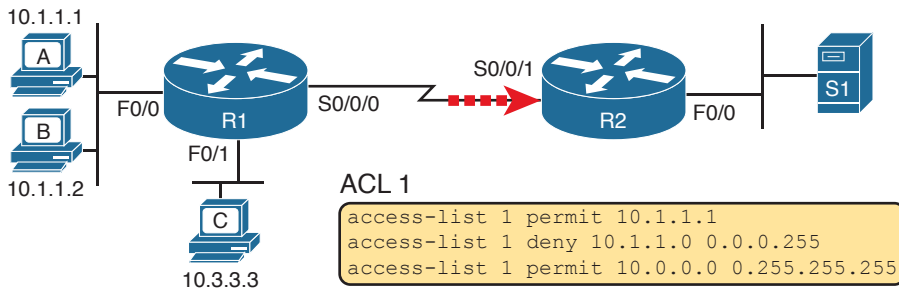 10.1.1.1
A
B
10.1.1.2
F0/0
R1
S0/0/0
F0/1
C
10.3.3.3
S0/0/1
R2
F0/0
S1
ACL 1
access-list 1 permit 10.1.1.1
access-list 1 deny 10.1.1.0 0.0.0.255
access-list 1 permit 10.0.0.0 0.255.255.255